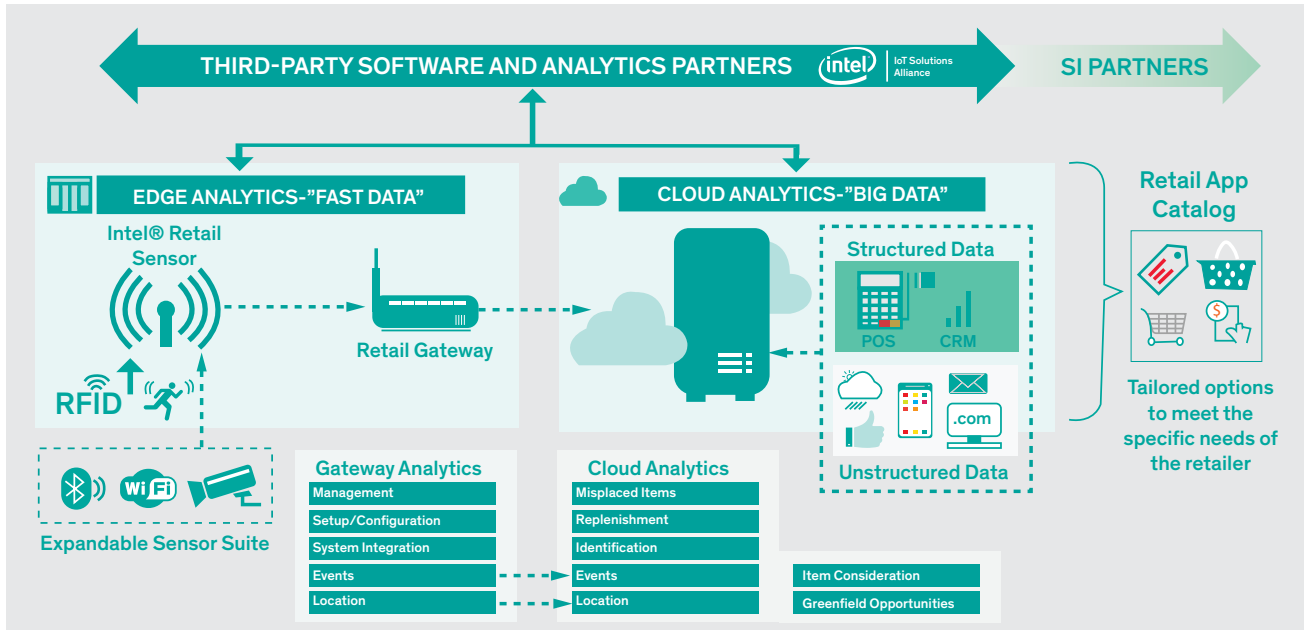 THIRD-PARTY SOFTWARE AND ANALYTICS PARTNERS
intel
IoT Solutions
Alliance
SI PARTNERS
EDGE ANALYTICS-”FAST DATA”
Intel® Retail
Sensor
Retail Gateway
RFID
WiFi
Expandable Sensor Suite
CLOUD ANALYTICS-”BIG DATA”
Structured Data
POS
CRM
.com
Unstructured Data
Retail App
Catalog
$
Tailored options
to meet the
specific needs of
the retailer
Gateway Analytics
Management
Setup/Configuration
System Integration
Events
Location
Cloud Analytics
Misplaced Items
Replenishment
Identification
Events
Location
Item Consideration
Greenfield Opportunities